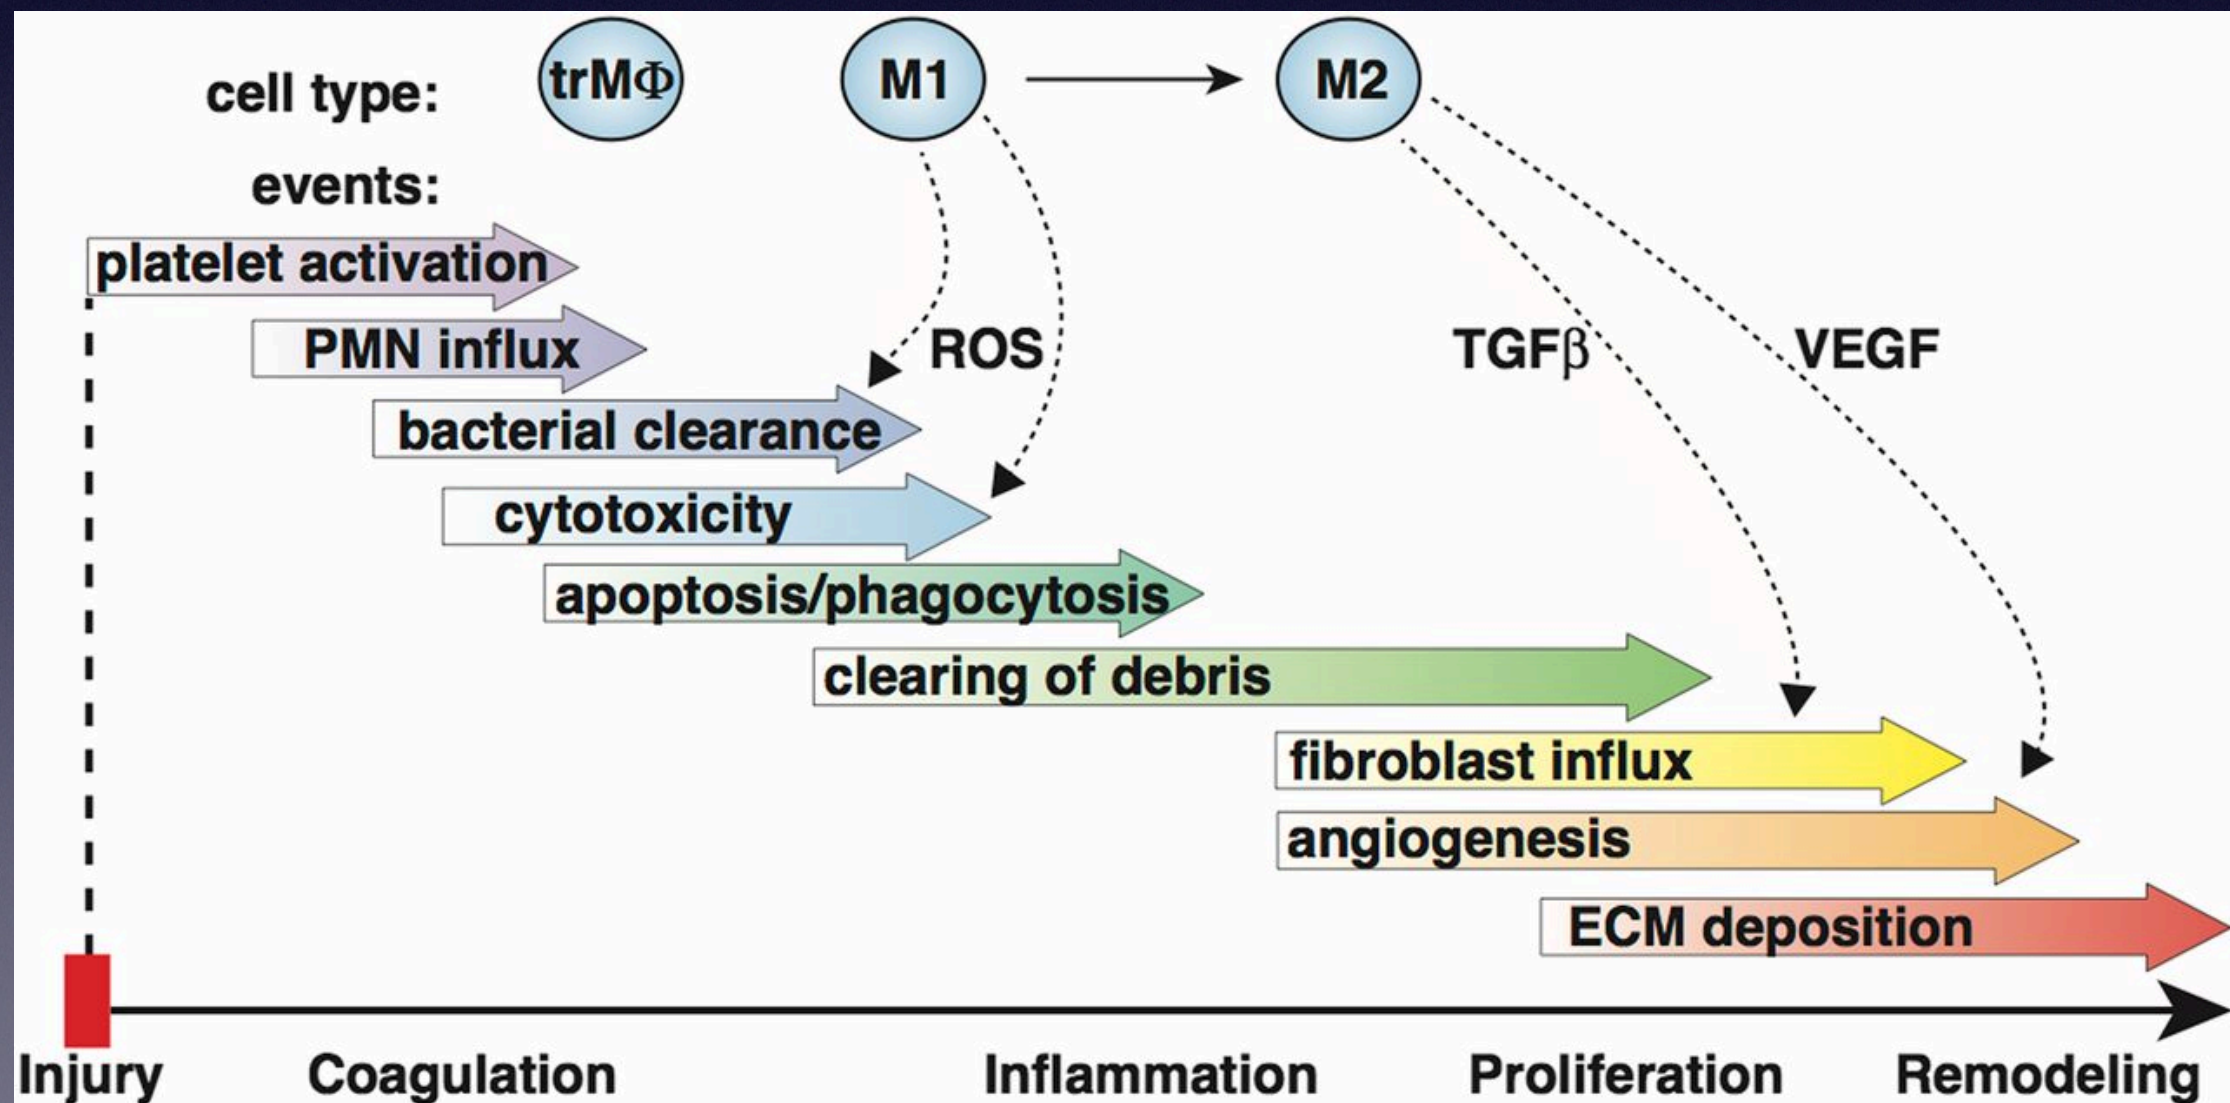 cell type:
trMΦ
M1
M2
events:
platelet activation
PMN influx
ROS
TGFβ
VEGF
bacterial clearance
cytotoxicity
apoptosis/phagocytosis
clearing of debris
fibroblast influx
angiogenesis
ECM deposition
Injury
Coagulation
Inflammation
Proliferation
Remodeling